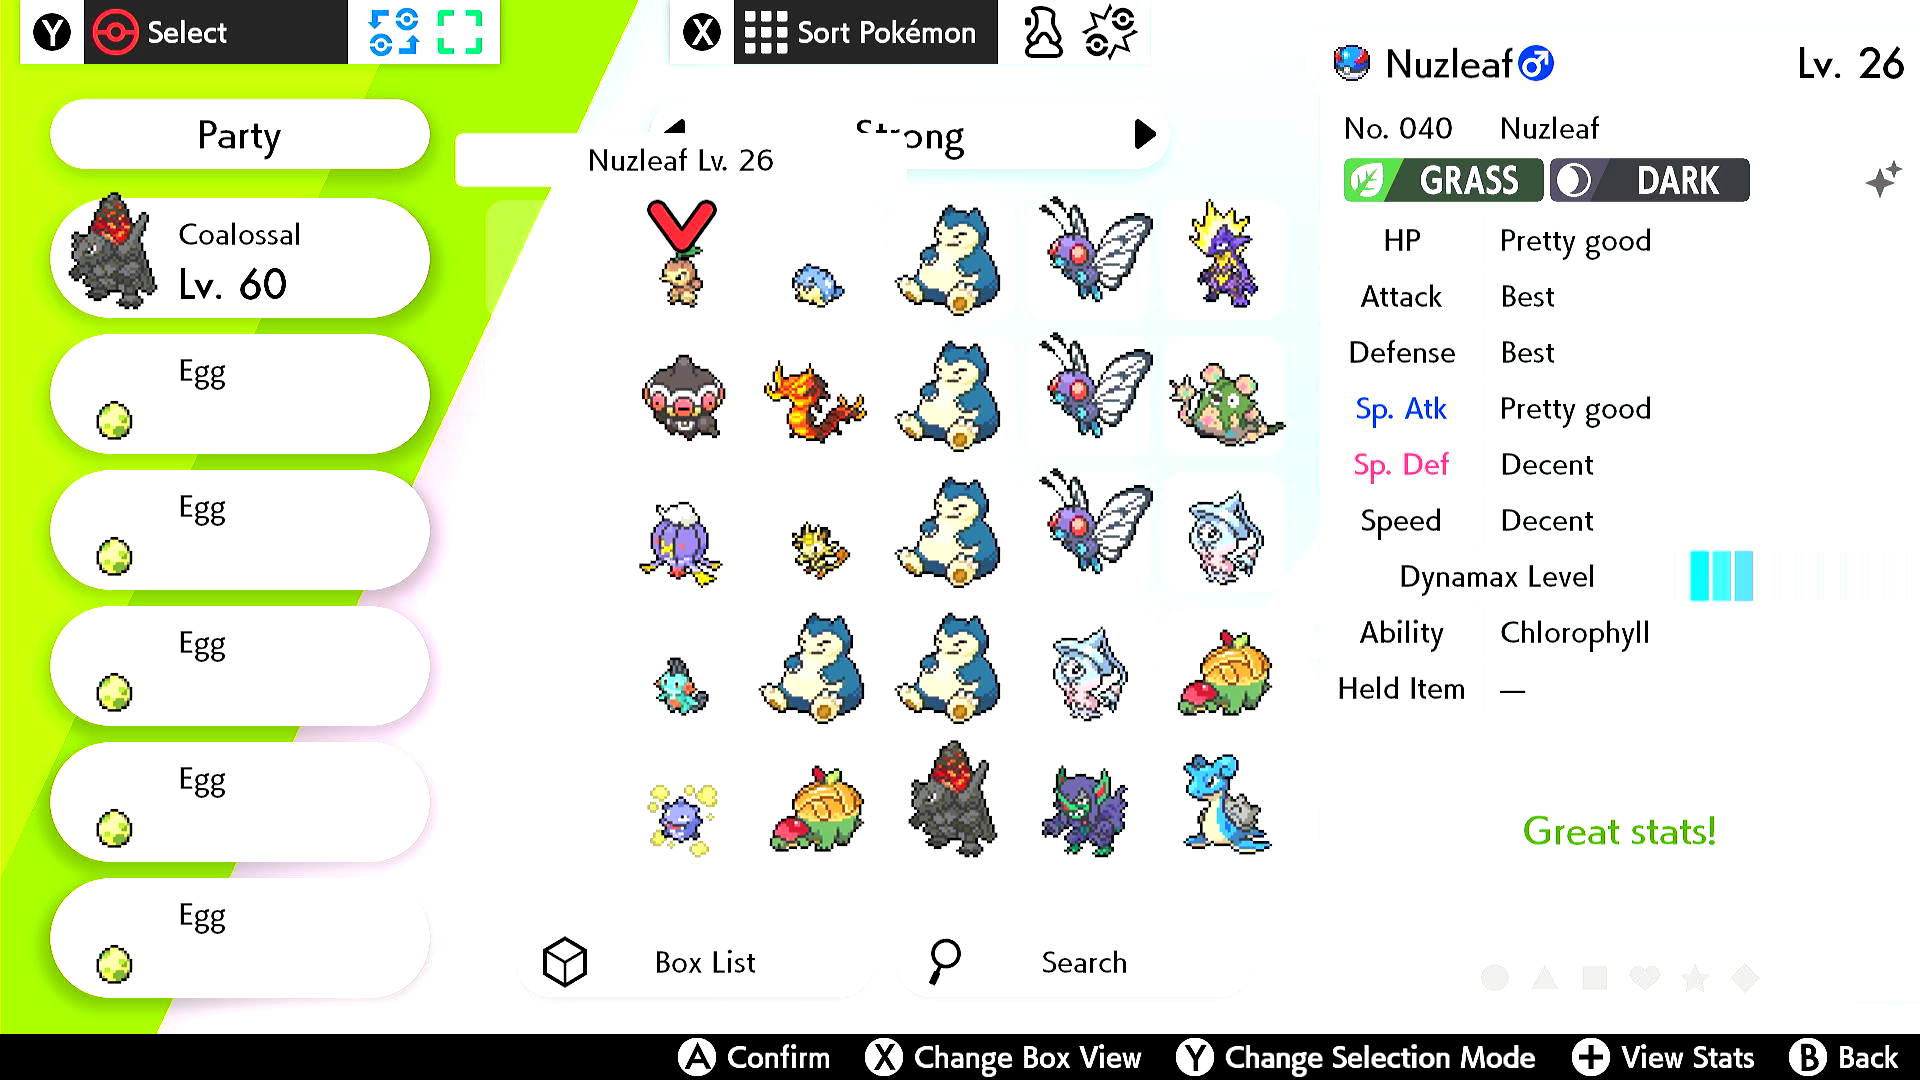 Y Select
X Sort Pokémon
Party
Strong
Nuzleaf Lv. 26
Coalossal
Lv. 60
Egg
Egg
Egg
Egg
Egg
Box List
Search
Nuzleaf ♂ Lv. 26
No. 040 Nuzleaf
GRASS DARK
HP Pretty good
Attack Best
Defense Best
Sp. Atk Pretty good
Sp. Def Decent
Speed Decent
Dynamax Level
Ability Chlorophyll
Held Item —
Great stats!
A Confirm X Change Box View Y Change Selection Mode + View Stats B Back